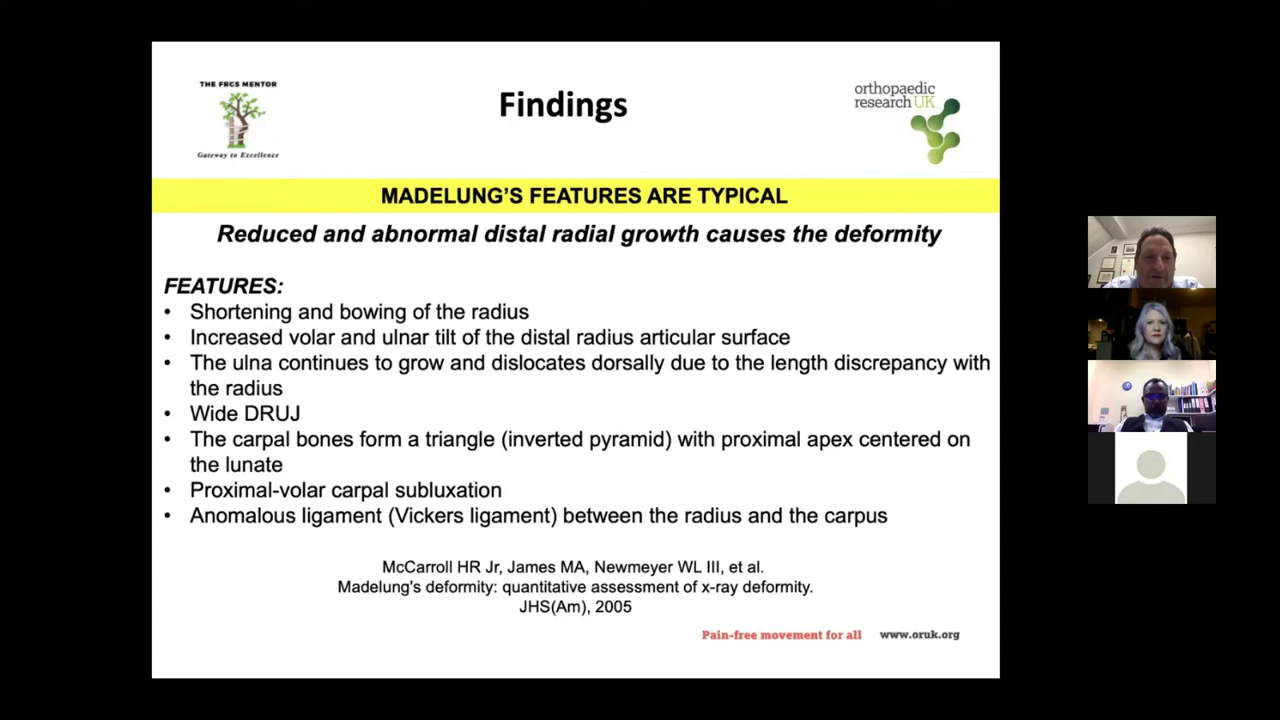 THE FRCS MENTOR
Gateway to Excellence
Findings
orthopaedic
research UK
MADELUNG'S FEATURES ARE TYPICAL
Reduced and abnormal distal radial growth causes the deformity
FEATURES:
• Shortening and bowing of the radius
• Increased volar and ulnar tilt of the distal radius articular surface
• The ulna continues to grow and dislocates dorsally due to the length discrepancy with
the radius
• Wide DRUJ
• The carpal bones form a triangle (inverted pyramid) with proximal apex centered on
the lunate
• Proximal-volar carpal subluxation
• Anomalous ligament (Vickers ligament) between the radius and the carpus
McCarroll HR Jr, James MA, Newmeyer WL III, et al.
Madelung's deformity: quantitative assessment of x-ray deformity.
JHS(Am), 2005
Pain-free movement for all www.oruk.org